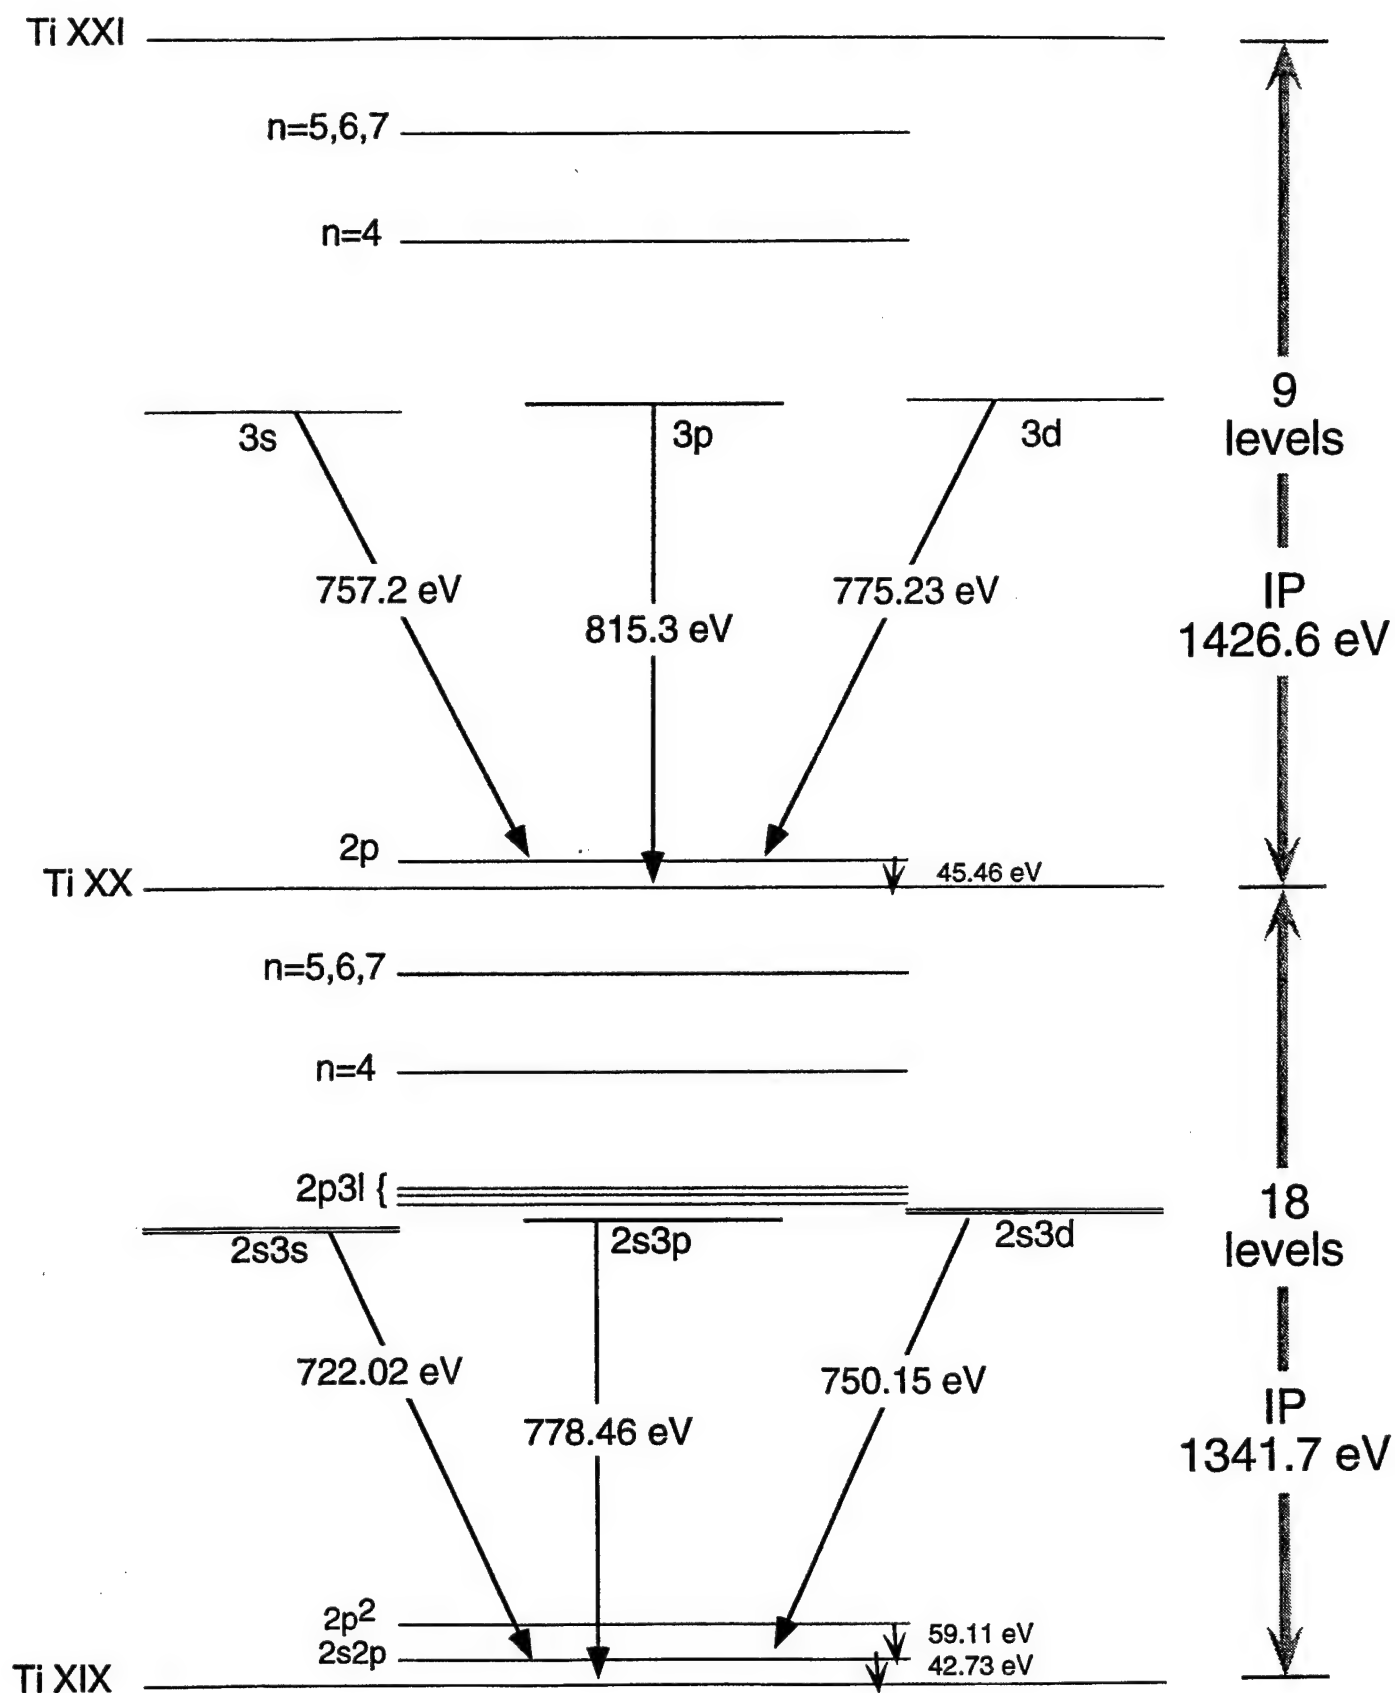 Ti XXI
n=5,6,7
n=4
9
levels
3s
3p
3d
IP
1426.6 eV
757.2 eV
815.3 eV
775.23 eV
2p
45.46 eV
Ti XX
n=5,6,7
n=4
2p3l {
18
levels
2s3s
2s3p
2s3d
722.02 eV
750.15 eV
778.46 eV
IP
1341.7 eV
2p2
59.11 eV
2s2p
42.73 eV
Ti XIX